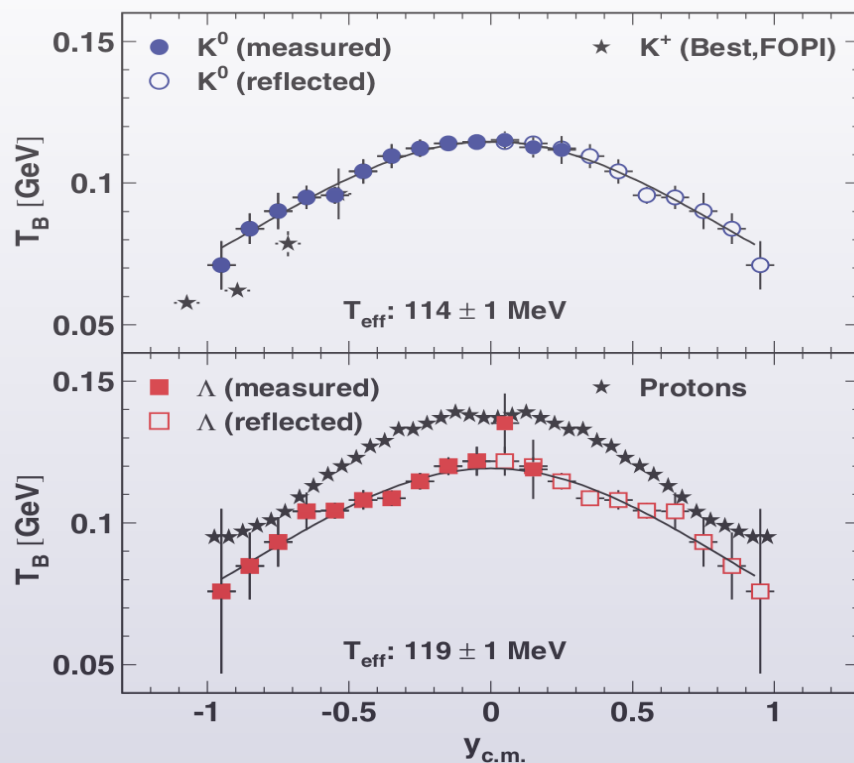 0.15
K⁰ (measured)
★ K⁺ (Best,FOPI)
K⁰ (reflected)
T_B [GeV]
0.1
0.05
T_eff: 114 ± 1 MeV
0.15
Λ (measured)
★ Protons
Λ (reflected)
T_B [GeV]
0.1
0.05
T_eff: 119 ± 1 MeV
-1 -0.5 0 0.5 1
y_c.m.